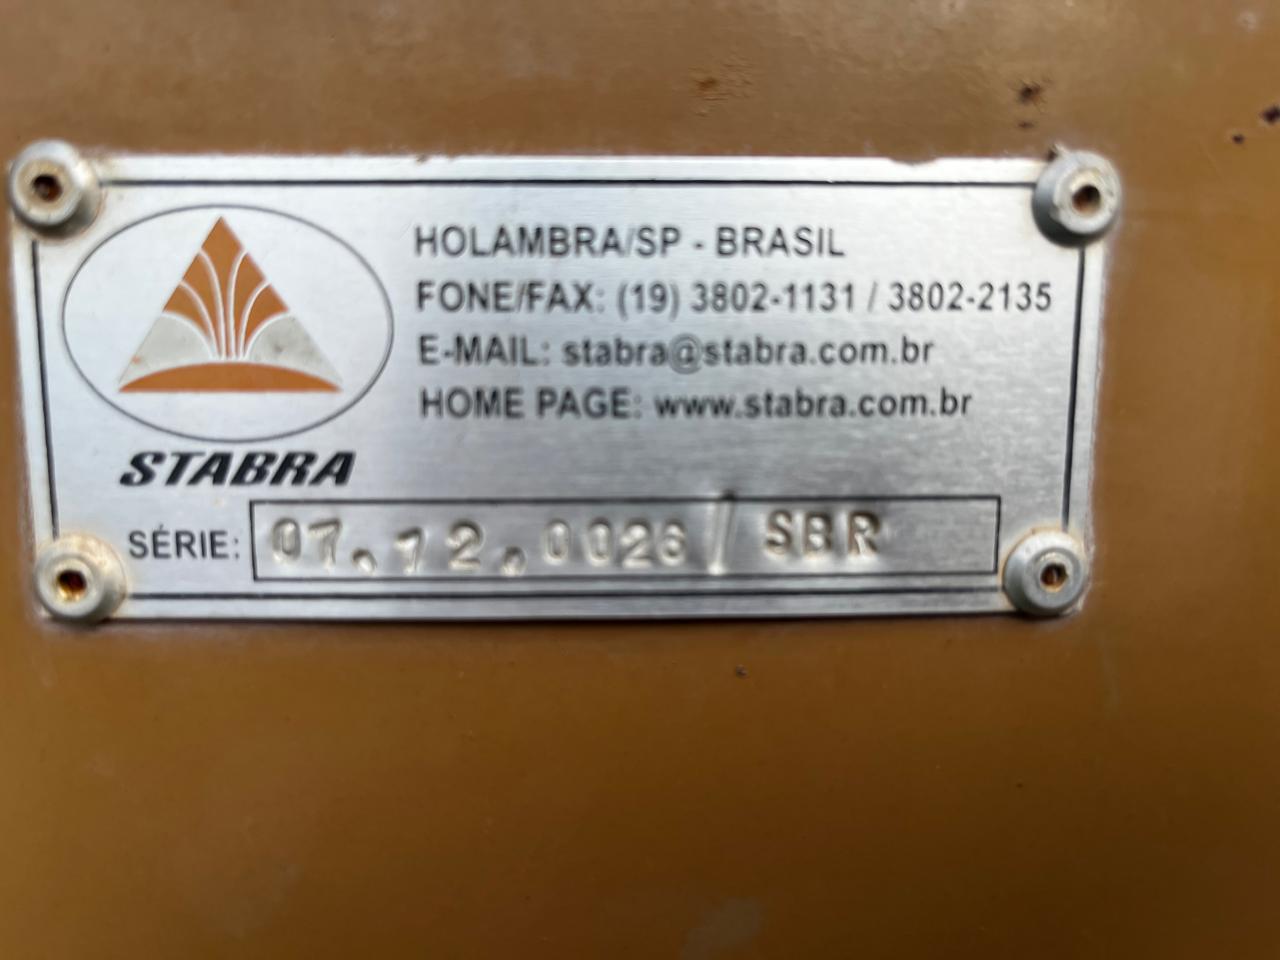 HOLAMBRA/SP - BRASIL
FONE/FAX: (19) 3802-1131 / 3802-2135
E-MAIL: stabra@stabra.com.br
HOME PAGE: www.stabra.com.br
STABRA
SÉRIE: 07.12.0026/SBR